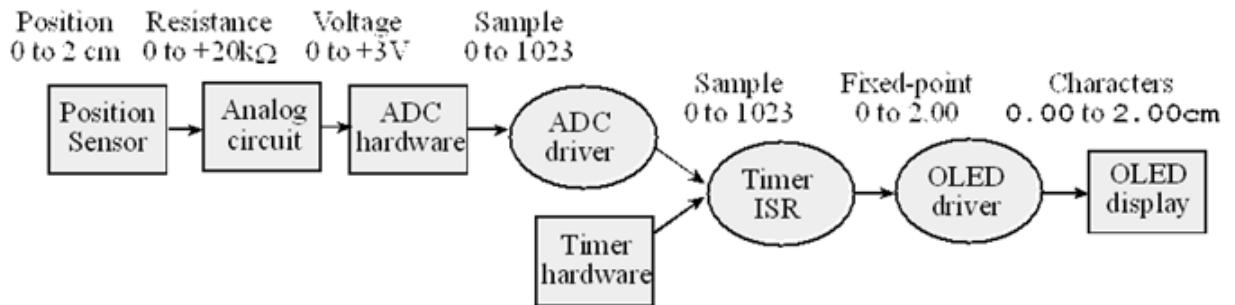 Position
0 to 2 cm
Resistance
0 to +20kΩ
Voltage
0 to +3V
Sample
0 to 1023
Position
Sensor
Analog
circuit
ADC
hardware
ADC
driver
Sample
0 to 1023
Fixed-point
0 to 2.00
Characters
0.00 to 2.00cm
Timer
ISR
OLED
driver
OLED
display
Timer
hardware